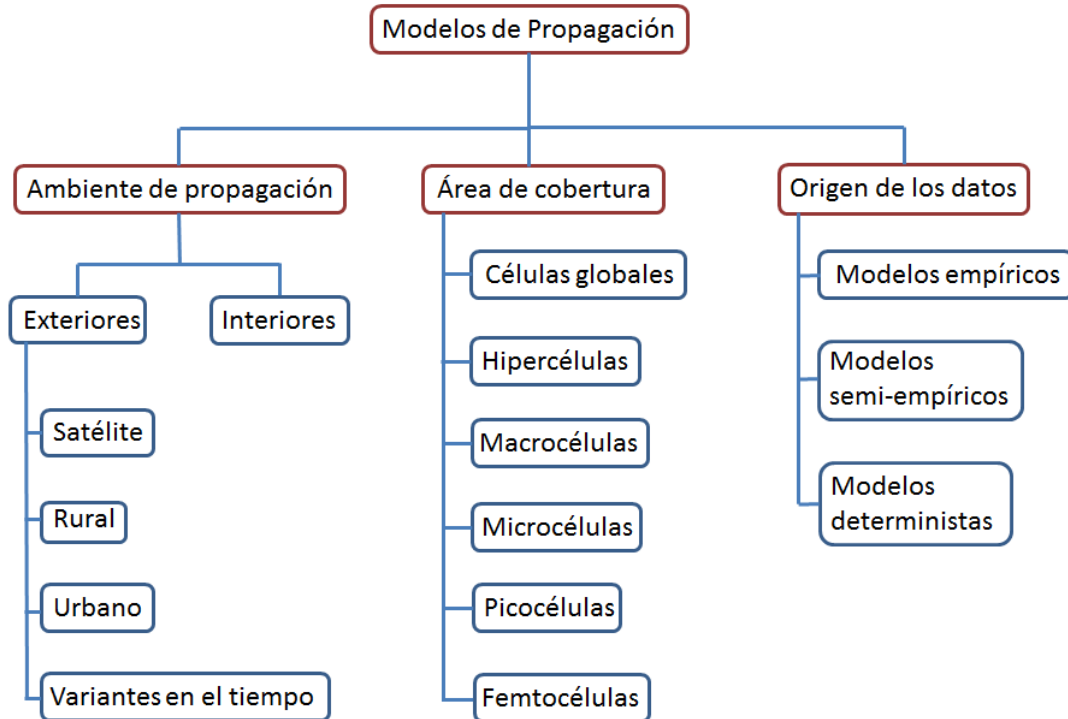 Modelos de Propagación
Ambiente de propagación
Exteriores
Interiores
Satélite
Rural
Urbano
Variantes en el tiempo
Área de cobertura
Células globales
Hipercélulas
Macrocélulas
Microcélulas
Picocélulas
Femtocélulas
Origen de los datos
Modelos empíricos
Modelos
semi-empíricos
Modelos
deterministas